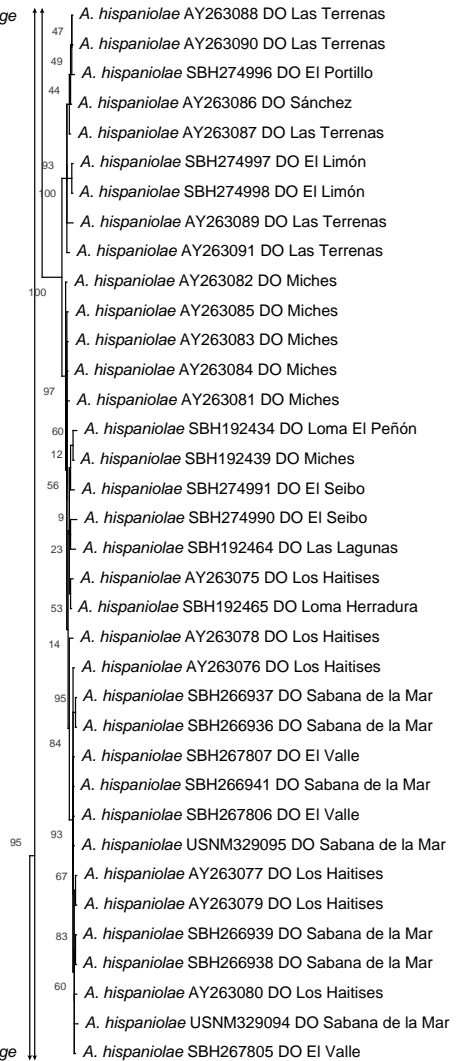 ge
A. hispaniolae AY263088 DO Las Terrenas
47
A. hispaniolae AY263090 DO Las Terrenas
49
A. hispaniolae SBH274996 DO El Portillo
44
A. hispaniolae AY263086 DO Sánchez
A. hispaniolae AY263087 DO Las Terrenas
93
A. hispaniolae SBH274997 DO El Limón
100
A. hispaniolae SBH274998 DO El Limón
A. hispaniolae AY263089 DO Las Terrenas
A. hispaniolae AY263091 DO Las Terrenas
100
A. hispaniolae AY263082 DO Miches
A. hispaniolae AY263085 DO Miches
A. hispaniolae AY263083 DO Miches
A. hispaniolae AY263084 DO Miches
97
A. hispaniolae AY263081 DO Miches
60
A. hispaniolae SBH192434 DO Loma El Peñón
12
A. hispaniolae SBH192439 DO Miches
56
A. hispaniolae SBH274991 DO El Seibo
9
A. hispaniolae SBH274990 DO El Seibo
23
A. hispaniolae SBH192464 DO Las Lagunas
A. hispaniolae AY263075 DO Los Haitises
53
A. hispaniolae SBH192465 DO Loma Herradura
14
A. hispaniolae AY263078 DO Los Haitises
A. hispaniolae AY263076 DO Los Haitises
95
A. hispaniolae SBH266937 DO Sabana de la Mar
A. hispaniolae SBH266936 DO Sabana de la Mar
84
A. hispaniolae SBH267807 DO El Valle
A. hispaniolae SBH266941 DO Sabana de la Mar
A. hispaniolae SBH267806 DO El Valle
93
95
A. hispaniolae USNM329095 DO Sabana de la Mar
67
A. hispaniolae AY263077 DO Los Haitises
A. hispaniolae AY263079 DO Los Haitises
83
A. hispaniolae SBH266939 DO Sabana de la Mar
A. hispaniolae SBH266938 DO Sabana de la Mar
60
A. hispaniolae AY263080 DO Los Haitises
A. hispaniolae USNM329094 DO Sabana de la Mar
ge
A. hispaniolae SBH267805 DO El Valle